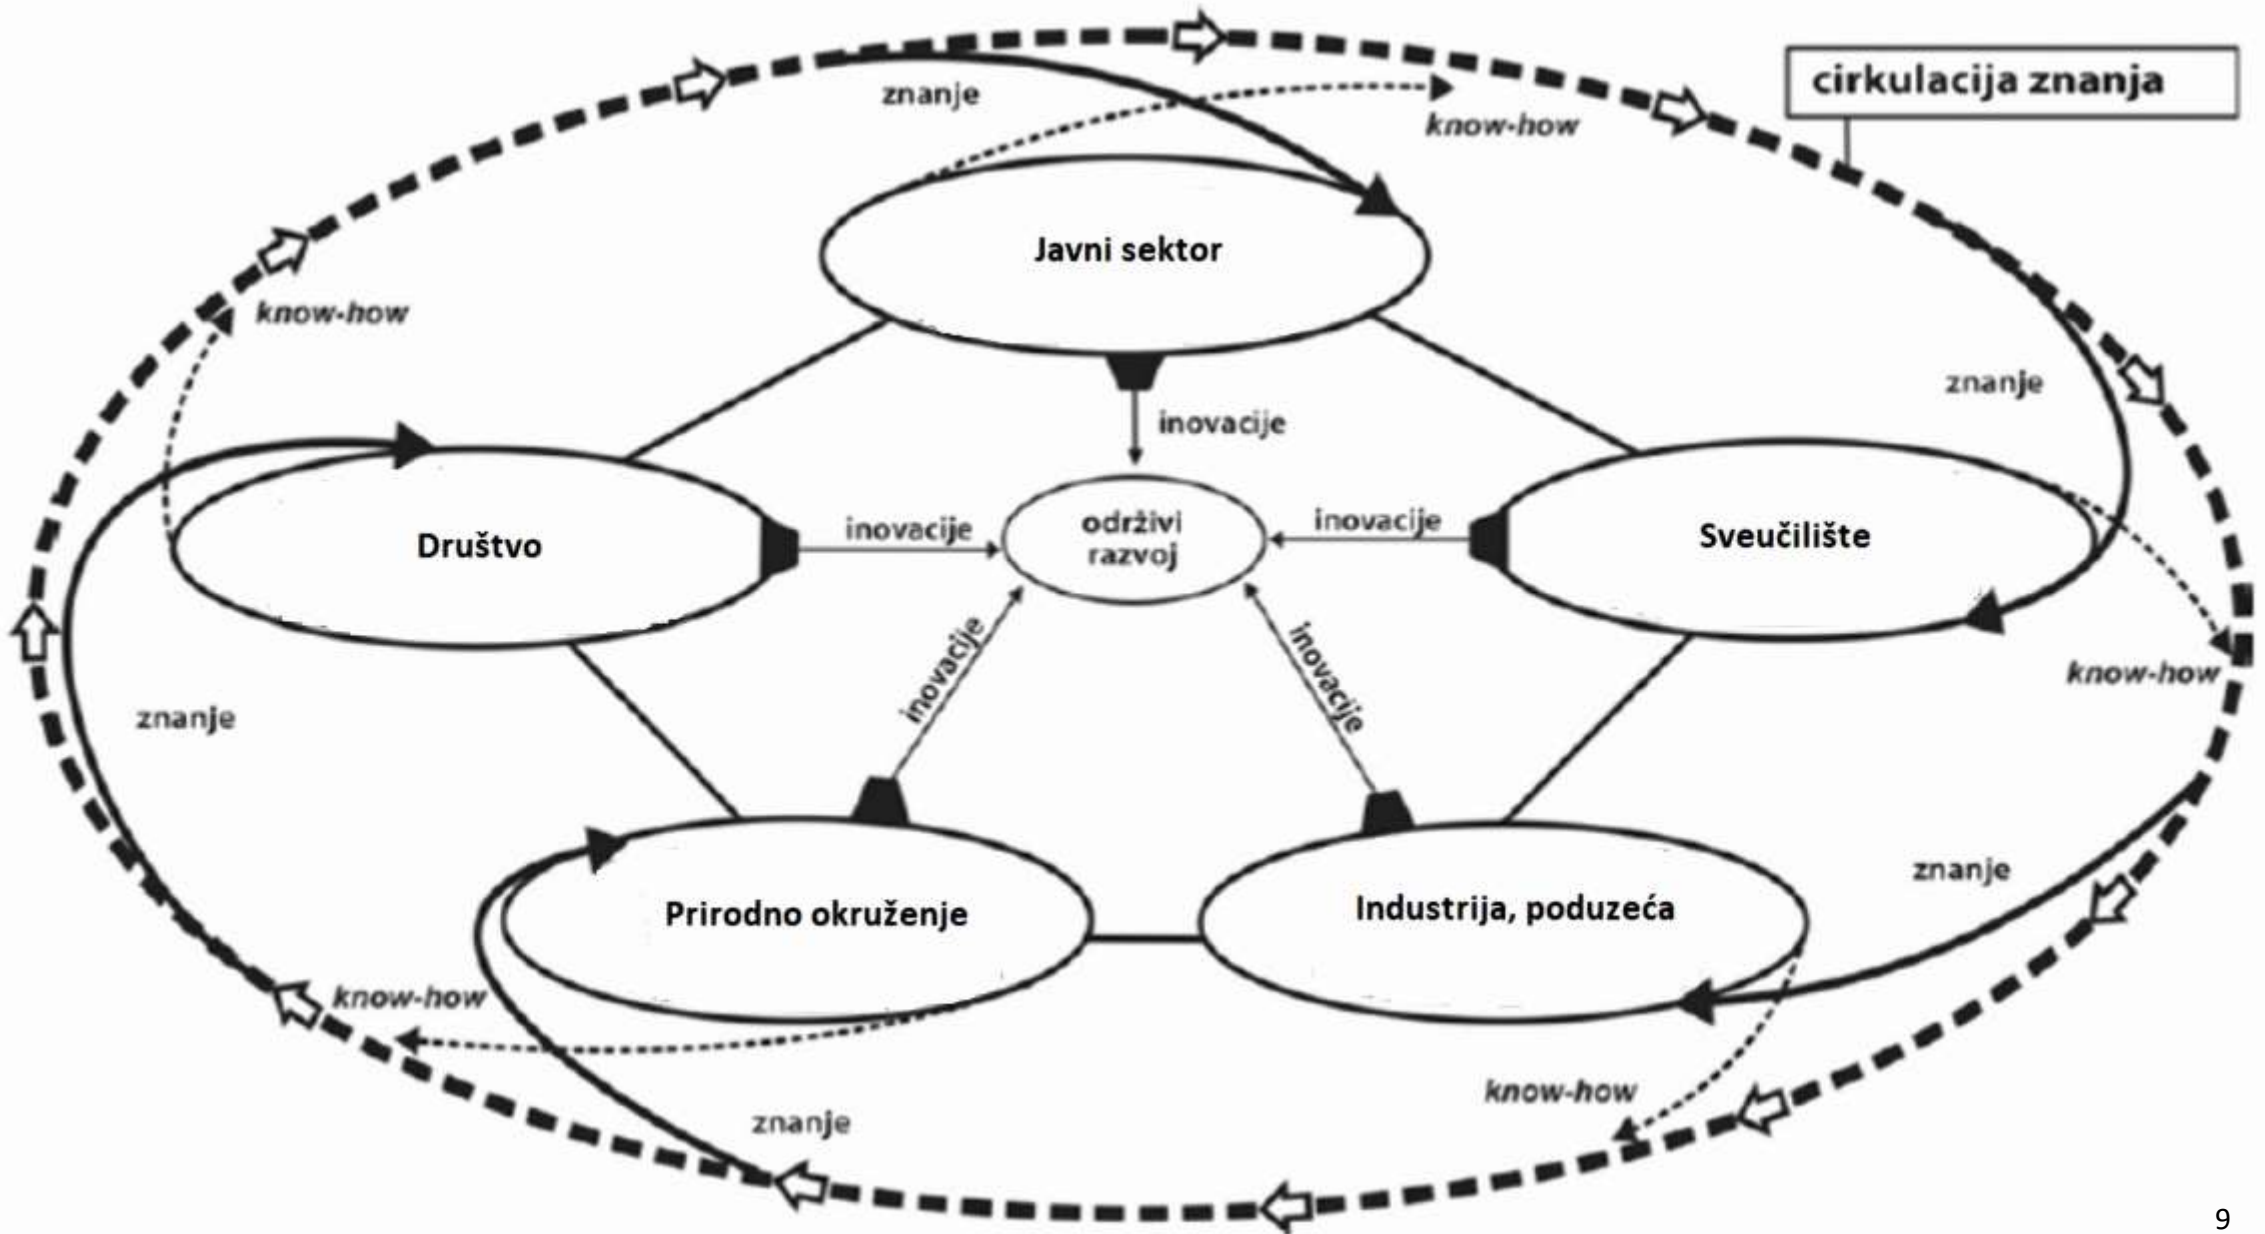 znanje
cirkulacija znanja
know-how
Javni sektor
know-how
znanje
inovacije
Društvo
inovacije
održivi
razvoj
inovacije
Sveučilište
inovacije
inovacije
know-how
znanje
znanje
Prirodno okruženje
Industrija, poduzeća
know-how
know-how
znanje
9